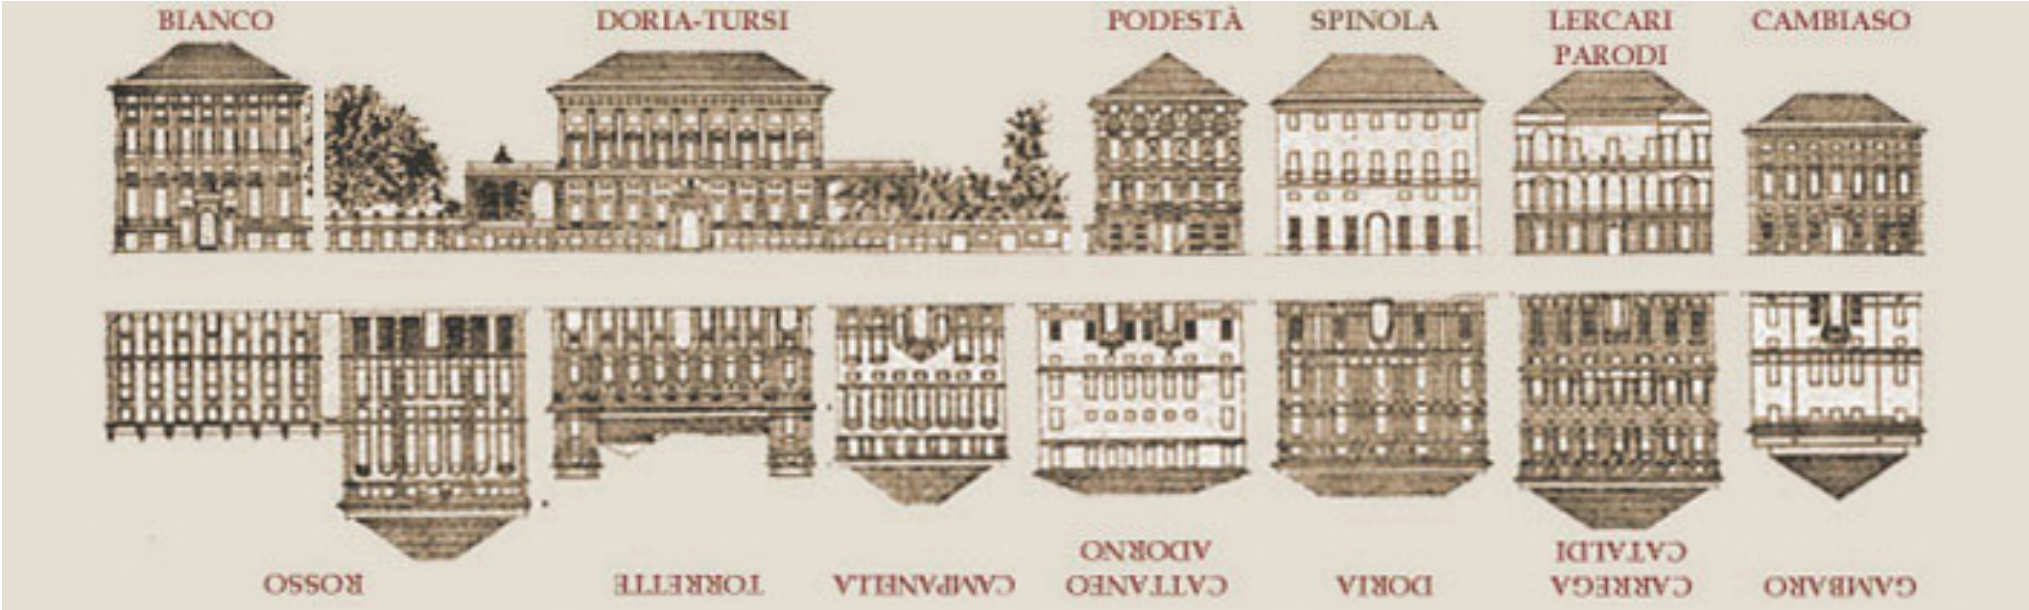 BIANCO
DORIA-TURSI
PODESTÀ
SPINOLA
LERCARI
PARODI
CAMBIASO
GAMBARO
CARREGA
CATALDI
DORIA
CATTANEO
ADORNO
CAMPANELLA
TORRETTE
ROSSO